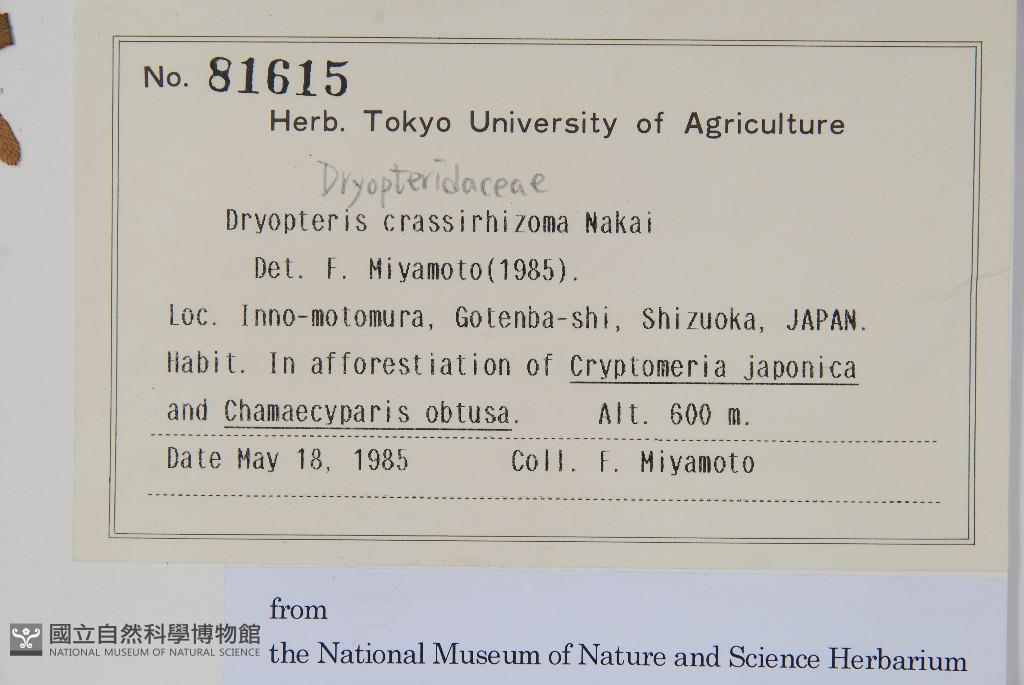 No. 81615
Herb. Tokyo University of Agriculture
Dryopteridaceae
Dryopteris crassirhizoma Nakai
Det. F. Miyamoto(1985).
Loc. Inno-motomura, Gotenba-shi, Shizuoka, JAPAN.
Habit. In afforestiation of Cryptomeria japonica
and Chamaecyparis obtusa. Alt. 600 m.
Date May 18, 1985 Coll. F. Miyamoto
from
the National Museum of Nature and Science Herbarium
國立自然科學博物館
NATIONAL MUSEUM OF NATURAL SCIENCE